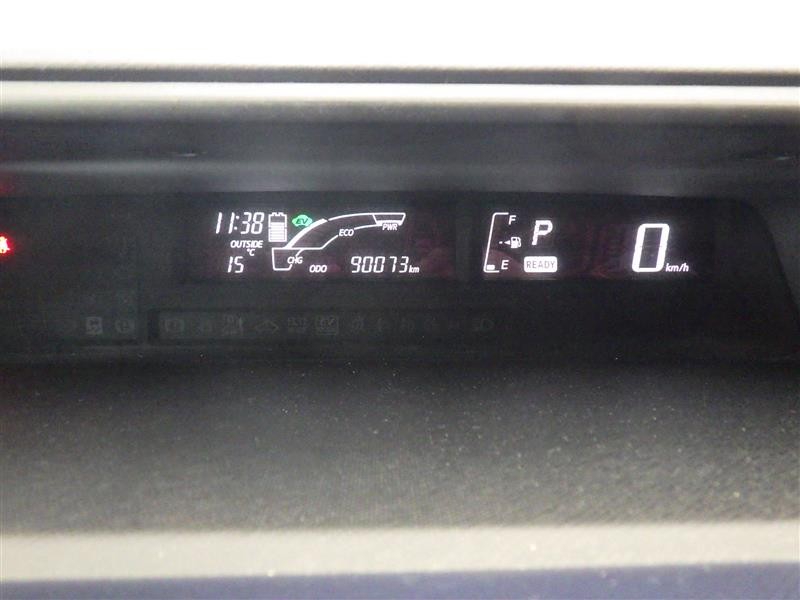 11:38 EV
OUTSIDE
15 °C
ECO PWR
CHG
ODO 90073 km
F
E
P
READY
0 km/h